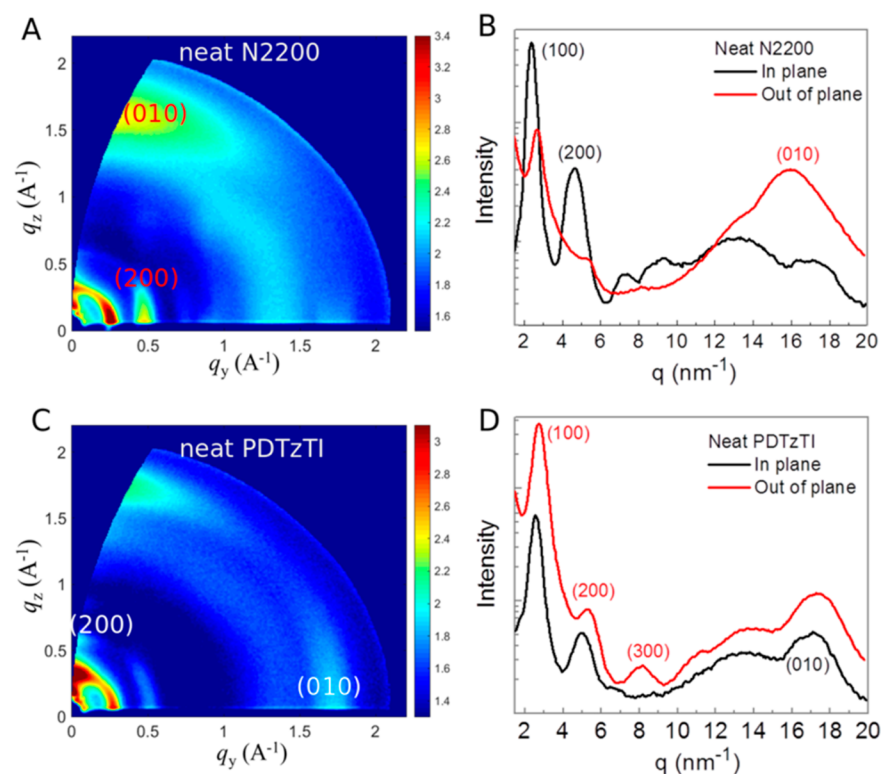 A
neat N2200
(010)
(200)
q_z (A⁻¹)
2
1.5
1
0.5
0
0 0.5 1 1.5 2
q_y (A⁻¹)
3.4
3.2
3
2.8
2.6
2.4
2.2
2
1.8
1.6
B
(100)
(200)
(010)
Neat N2200
In plane
Out of plane
Intensity
2 4 6 8 10 12 14 16 18 20
q (nm⁻¹)
C
neat PDTzTI
(200)
(010)
q_z (A⁻¹)
2
1.5
1
0.5
0
0 0.5 1 1.5 2
q_y (A⁻¹)
3
2.8
2.6
2.4
2.2
2
1.8
1.6
1.4
D
(100)
(200)
(300)
(010)
Neat PDTzTI
In plane
Out of plane
Intensity
2 4 6 8 10 12 14 16 18 20
q (nm⁻¹)